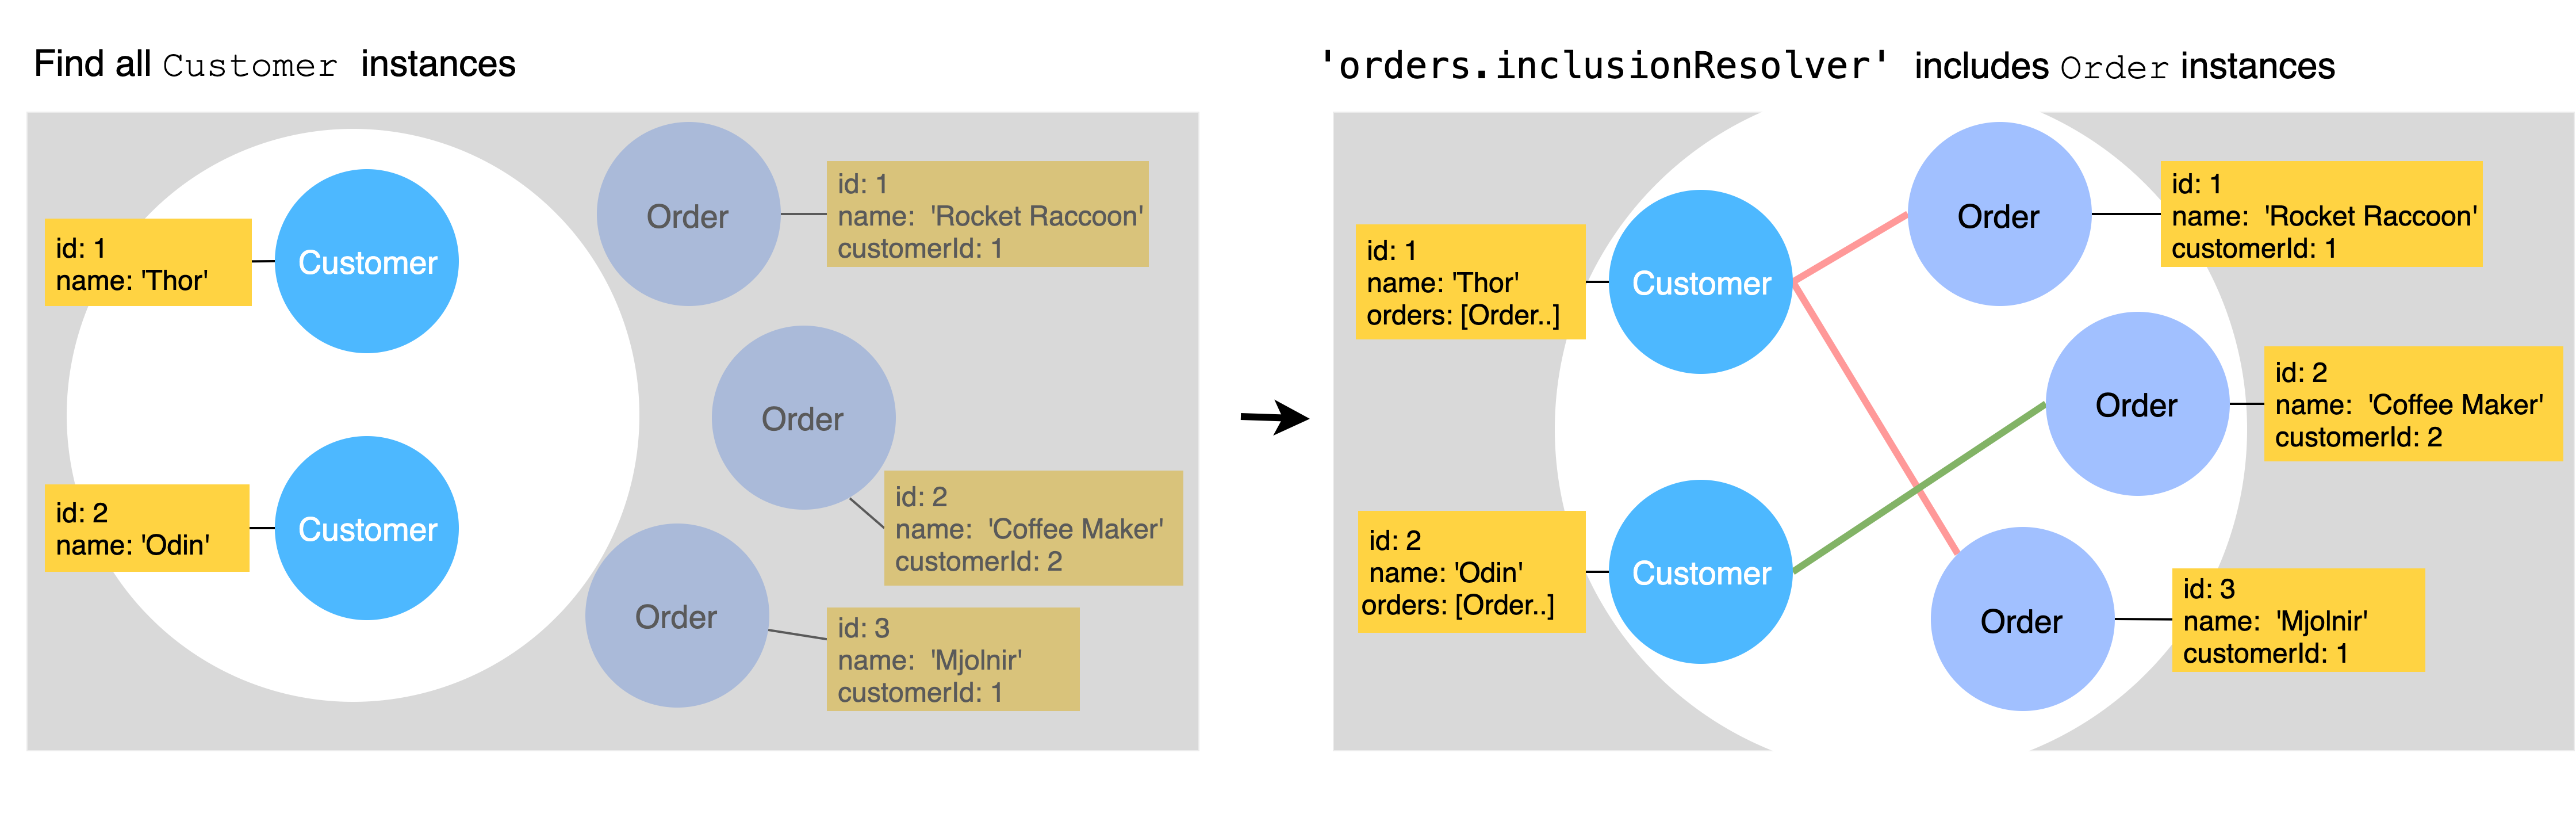 Find all Customer instances
Customer
id: 1
name: 'Thor'
Customer
id: 2
name: 'Odin'
Order
id: 1
name: 'Rocket Raccoon'
customerId: 1
Order
id: 2
name: 'Coffee Maker'
customerId: 2
Order
id: 3
name: 'Mjolnir'
customerId: 1
'orders.inclusionResolver' includes Order instances
id: 1
name: 'Thor'
orders: [Order..]
Customer
id: 2
name: 'Odin'
orders: [Order..]
Customer
Order
id: 1
name: 'Rocket Raccoon'
customerId: 1
Order
id: 2
name: 'Coffee Maker'
customerId: 2
Order
id: 3
name: 'Mjolnir'
customerId: 1